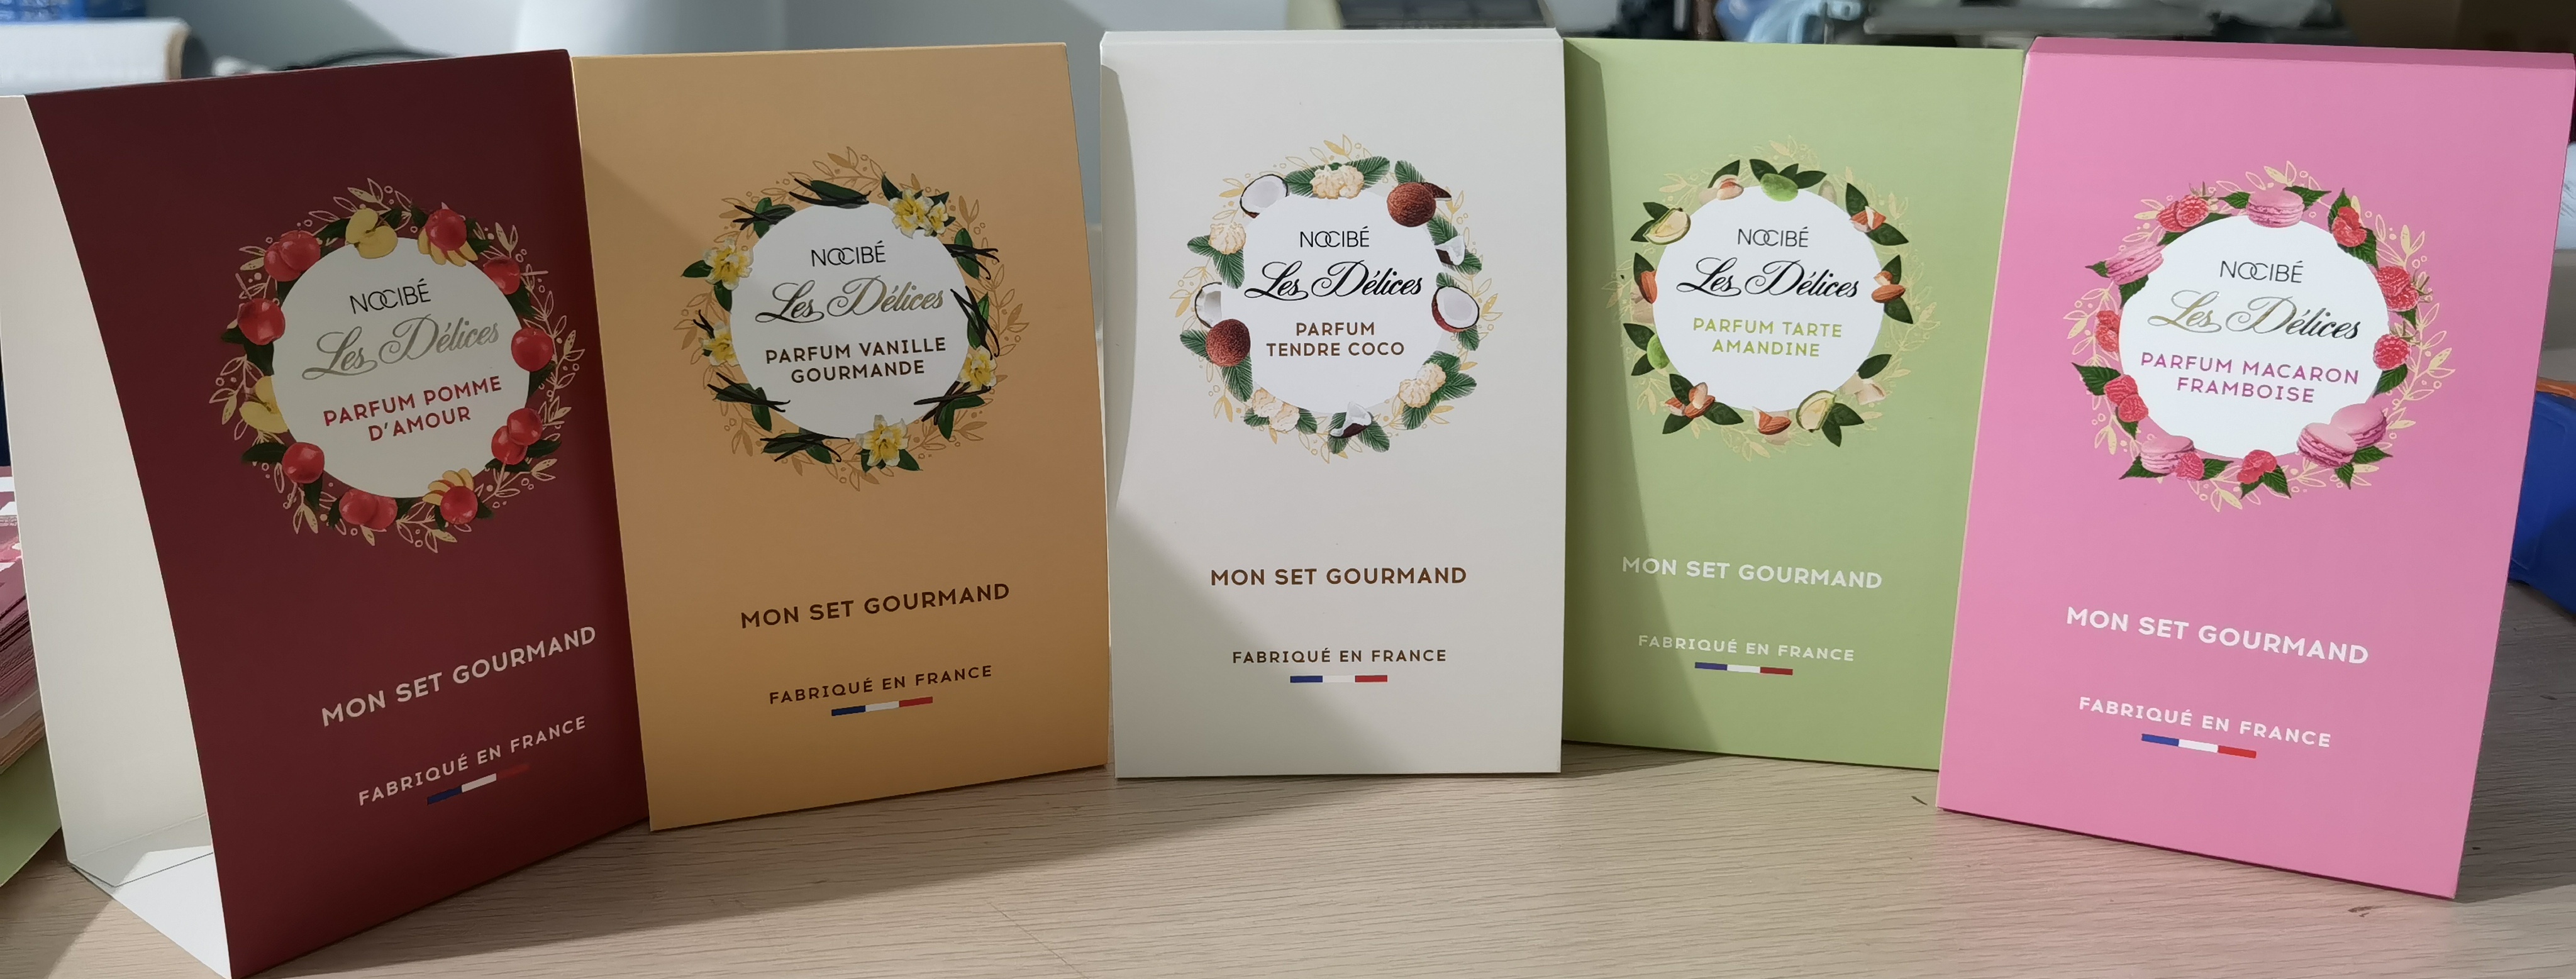 NOCIBÉ
Les Délices
PARFUM POMME
D'AMOUR
MON SET GOURMAND
FABRIQUÉ EN FRANCE
NOCIBÉ
Les Délices
PARFUM VANILLE
GOURMANDE
MON SET GOURMAND
FABRIQUÉ EN FRANCE
NOCIBÉ
Les Délices
PARFUM
TENDRE COCO
MON SET GOURMAND
FABRIQUÉ EN FRANCE
NOCIBÉ
Les Délices
PARFUM TARTE
AMANDINE
MON SET GOURMAND
FABRIQUÉ EN FRANCE
NOCIBÉ
Les Délices
PARFUM MACARON
FRAMBOISE
MON SET GOURMAND
FABRIQUÉ EN FRANCE